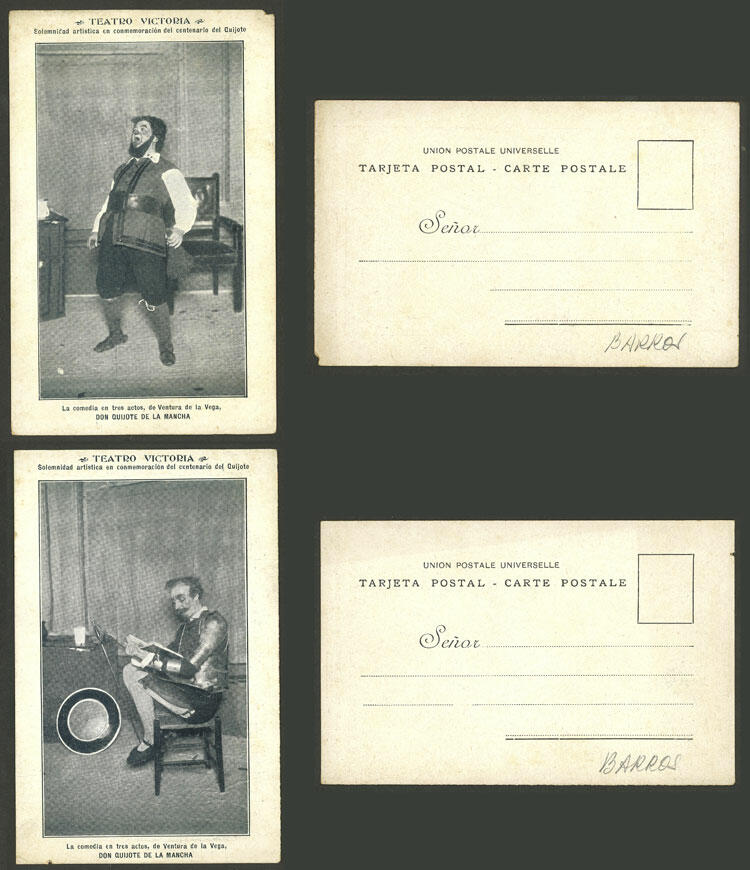 TEATRO VICTORIA
Solemnidad artística en conmemoración del centenario del Quijote
La comedia en tres actos, de Ventura de la Vega,
DON QUIJOTE DE LA MANCHA
UNION POSTALE UNIVERSELLE
TARJETA POSTAL - CARTE POSTALE
Señor
BARROS
TEATRO VICTORIA
Solemnidad artística en conmemoración del centenario del Quijote
La comedia en tres actos, de Ventura de la Vega,
DON QUIJOTE DE LA MANCHA
UNION POSTALE UNIVERSELLE
TARJETA POSTAL - CARTE POSTALE
Señor
BARROS